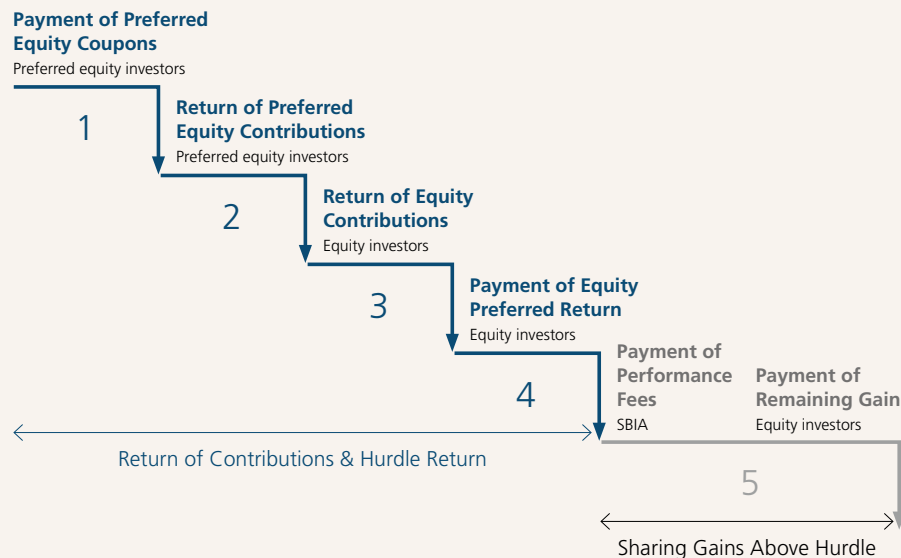 Payment of Preferred
Equity Coupons
Preferred equity investors
1
Return of Preferred
Equity Contributions
Preferred equity investors
2
Return of Equity
Contributions
Equity investors
3
Payment of Equity
Preferred Return
Equity investors
4
Payment of
Performance
Fees
SBIA
Payment of
Remaining Gain
Equity investors
5
Return of Contributions & Hurdle Return
Sharing Gains Above Hurdle